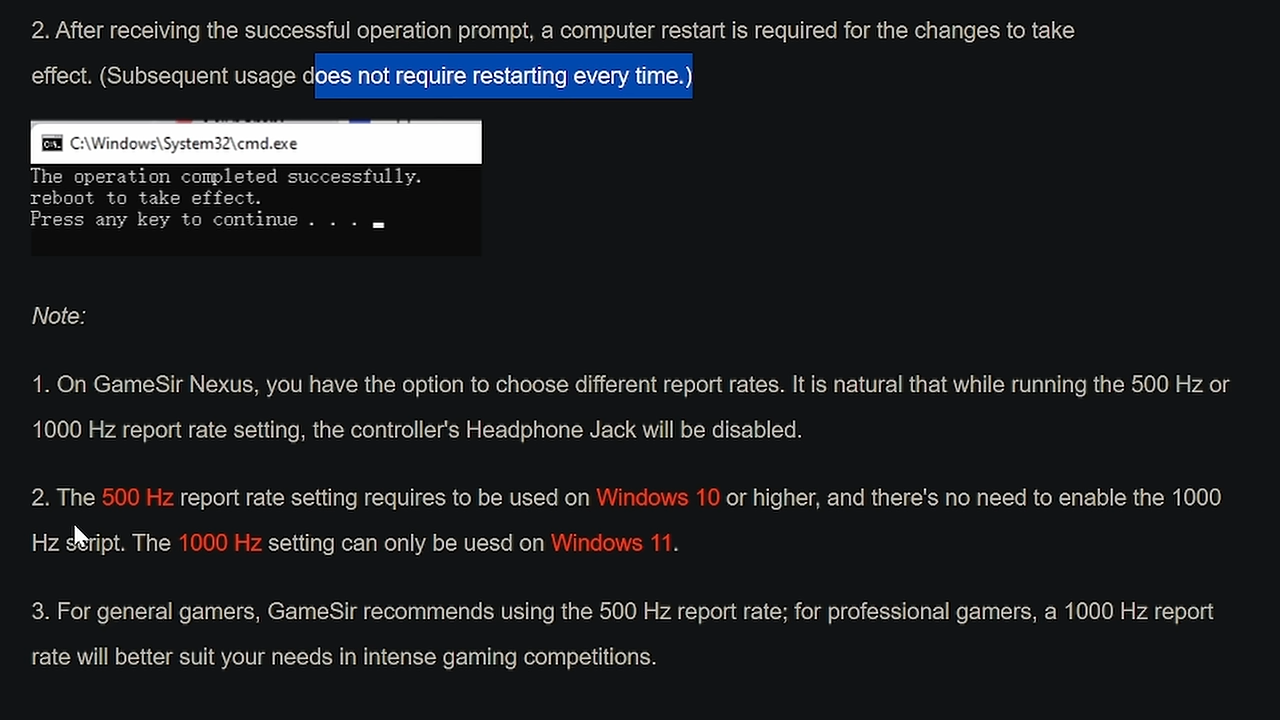 2. After receiving the successful operation prompt, a computer restart is required for the changes to take
effect. (Subsequent usage does not require restarting every time.)
C:\Windows\System32\cmd.exe
The operation completed successfully.
reboot to take effect.
Press any key to continue . . .
Note:
1. On GameSir Nexus, you have the option to choose different report rates. It is natural that while running the 500 Hz or
1000 Hz report rate setting, the controller's Headphone Jack will be disabled.
2. The 500 Hz report rate setting requires to be used on Windows 10 or higher, and there's no need to enable the 1000
Hz script. The 1000 Hz setting can only be uesd on Windows 11.
3. For general gamers, GameSir recommends using the 500 Hz report rate; for professional gamers, a 1000 Hz report
rate will better suit your needs in intense gaming competitions.